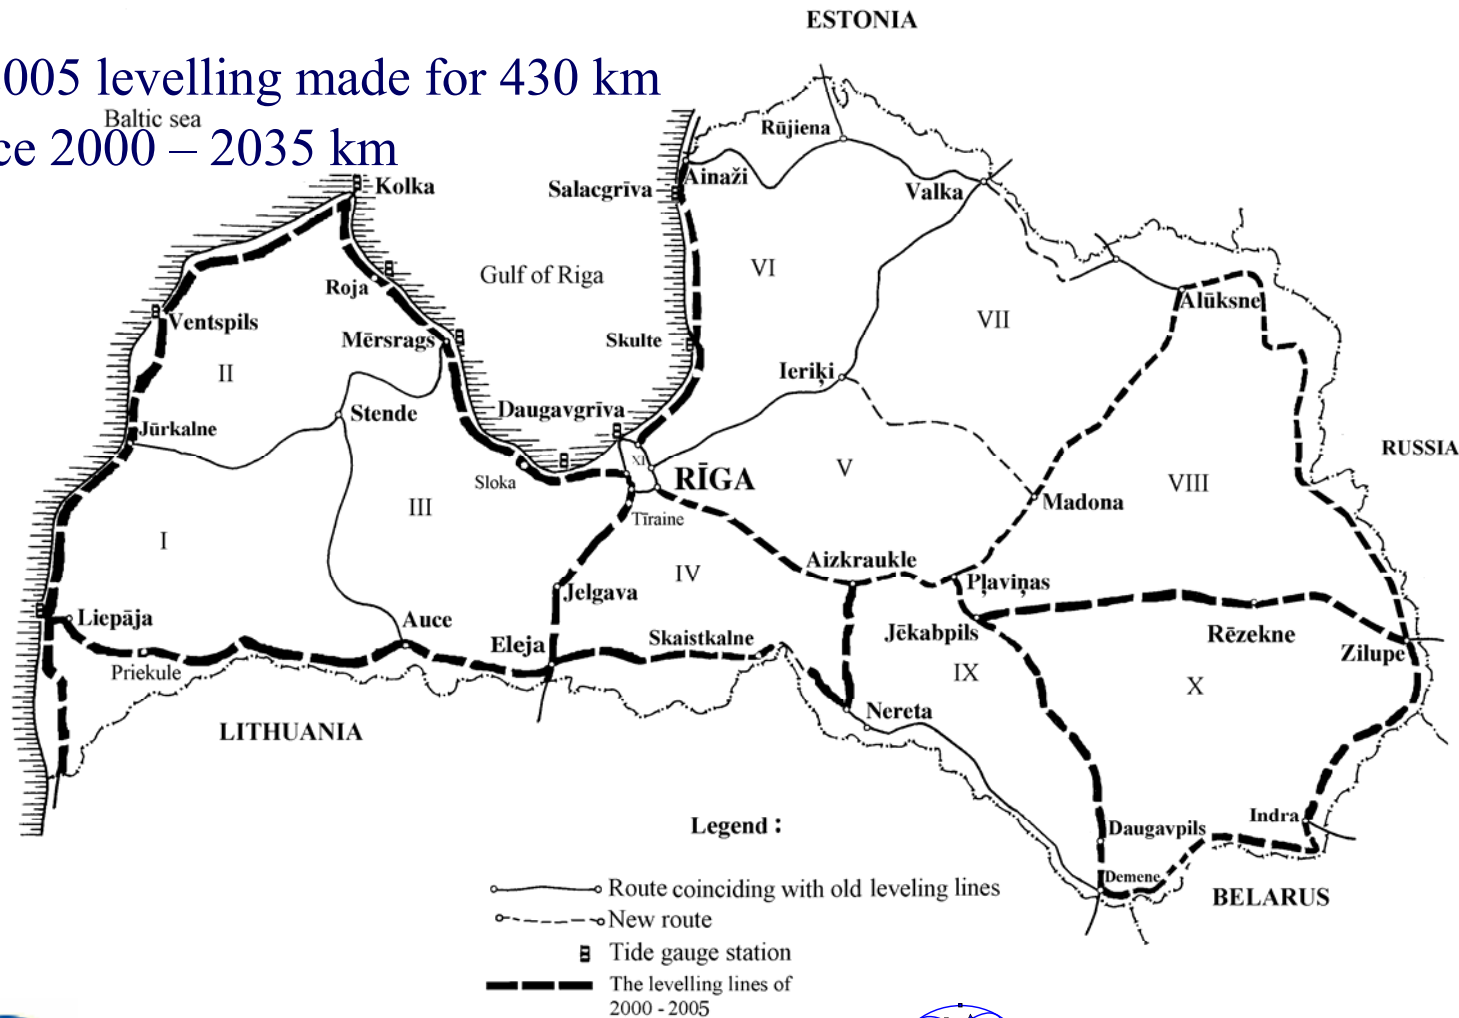 ESTONIA
005 levelling made for 430 km
Baltic sea
ce 2000 – 2035 km
Rūjiena
Kolka
Salacgrīva
Ainaži
Valka
VI
Gulf of Riga
Roja
Alūksne
Ventspils
VII
Mērsrags
Skulte
II
Ieriķi
Stende
Daugavgrīva
Jūrkalne
RUSSIA
XI
V
Sloka
RĪGA
VIII
Madona
III
Tīraine
I
Aizkraukle
IV
Pļaviņas
Jelgava
Liepāja
Auce
Jēkabpils
Rēzekne
Eleja
Skaistkalne
Zilupe
Priekule
IX
X
Nereta
LITHUANIA
Indra
Legend :
Daugavpils
Demene
Route coinciding with old leveling lines
BELARUS
New route
Tide gauge station
The levelling lines of
2000 - 2005